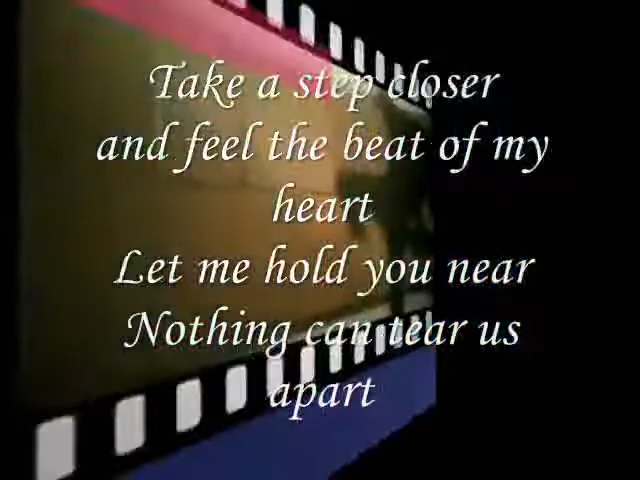 Take a step closer
and feel the beat of my
heart
Let me hold you near
Nothing can tear us
apart